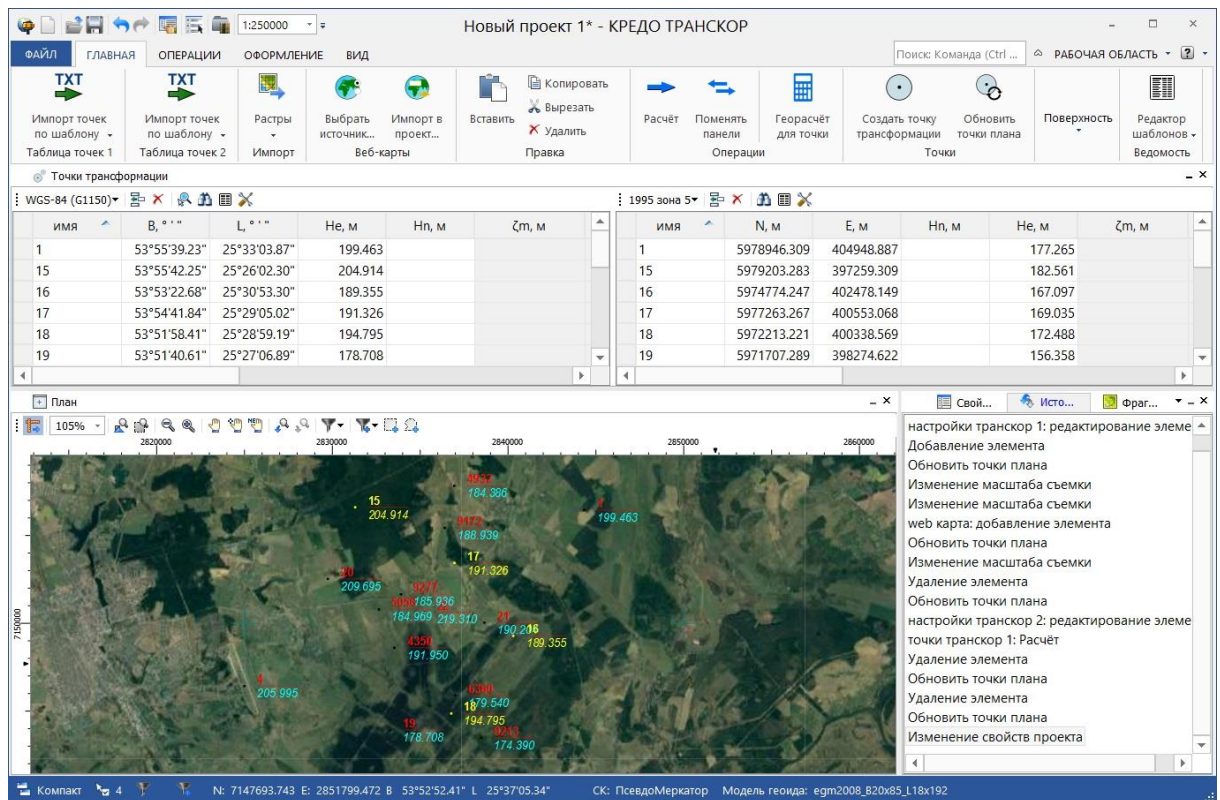 1:250000
Новый проект 1* - КРЕДО ТРАНСКОР
ФАЙЛ ГЛАВНАЯ ОПЕРАЦИИ ОФОРМЛЕНИЕ ВИД
Поиск: Команда (Ctrl ...
РАБОЧАЯ ОБЛАСТЬ
?
TXT
Импорт точек
по шаблону
TXT
Импорт точек
по шаблону
Растры
Выбрать
источник...
Импорт в
проект...
Вставить
Копировать
Вырезать
Удалить
Расчёт
Поменять
панели
Георасчёт
для точки
Создать точку
трансформации
Обновить
точки плана
Поверхность
Редактор
шаблонов
Таблица точек 1 Таблица точек 2 Импорт Веб-карты Правка Операции Точки Ведомость
Точки трансформации
WGS-84 (G1150)
имя B, ° ' " L, ° ' " He, м Hn, м ζm, м
1 53°55'39.23" 25°33'03.87" 199.463
15 53°55'42.25" 25°26'02.30" 204.914
16 53°53'22.68" 25°30'53.30" 189.355
17 53°54'41.84" 25°29'05.02" 191.326
18 53°51'58.41" 25°28'59.19" 194.795
19 53°51'40.61" 25°27'06.89" 178.708
1995 зона 5
имя N, м E, м Hn, м He, м ζm, м
1 5978946.309 404948.887 177.265
15 5979203.283 397259.309 182.561
16 5974774.247 402478.149 167.097
17 5977263.267 400553.068 169.035
18 5972213.221 400338.569 172.488
19 5971707.289 398274.622 156.358
План
105%
2820000 2830000 2840000 2850000 2860000
7150000
4932
184.386
15
204.914
199.463
9172
188.939
17
191.326
209.695
9277
185.936
184.969
219.310
21
190.20
16
189.355
4350
191.950
4
205.995
6360
179.540
18
194.795
19
178.708
174.390
Свой... Исто... Фраг...
настройки транскор 1: редактирование элеме
Добавление элемента
Обновить точки плана
Изменение масштаба съемки
Изменение масштаба съемки
web карта: добавление элемента
Обновить точки плана
Изменение масштаба съемки
Удаление элемента
Обновить точки плана
настройки транскор 2: редактирование элеме
точки транскор 1: Расчёт
Удаление элемента
Обновить точки плана
Удаление элемента
Обновить точки плана
Изменение свойств проекта
Компакт 4 N: 7147693.743 E: 2851799.472 B 53°52'52.41" L 25°37'05.34" СК: ПсевдоМеркатор Модель геоида: egm2008_B20x85_L18x192